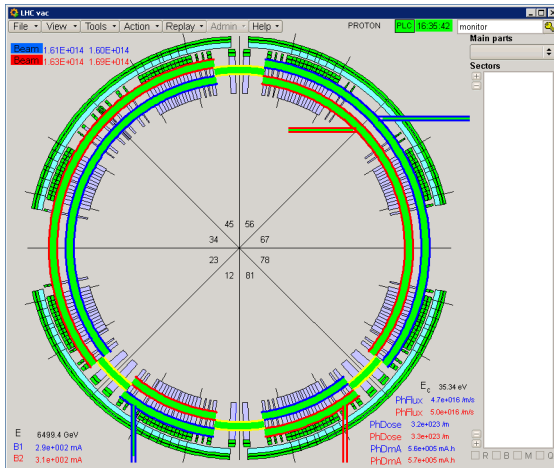 LHC vac
File View Tools Action Replay Admin Help PROTON PLC 16:35:42 monitor
Main parts
Beam 1.61E+014 1.60E+014
Beam 1.63E+014 1.69E+014
Sectors
45 56
34 67
23 78
12 81
E 6499.4 GeV
B1 2.9e+002 mA
B2 3.1e+002 mA
Ec 35.34 eV
PhFlux 4.7e+016 /m/s
PhFlux 5.0e+016 /m/s
PhDose 3.2e+023 /m
PhDose 3.3e+023 /m
PhDmA 5.6e+005 mA.h
PhDmA 5.7e+005 mA.h
R B M Q